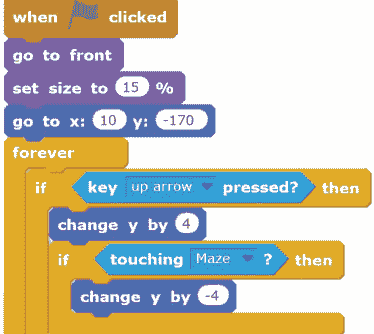 when clicked
go to front
set size to 15 %
go to x: 10 y: -170
forever
if key up arrow pressed? then
change y by 4
if touching Maze ? then
change y by -4